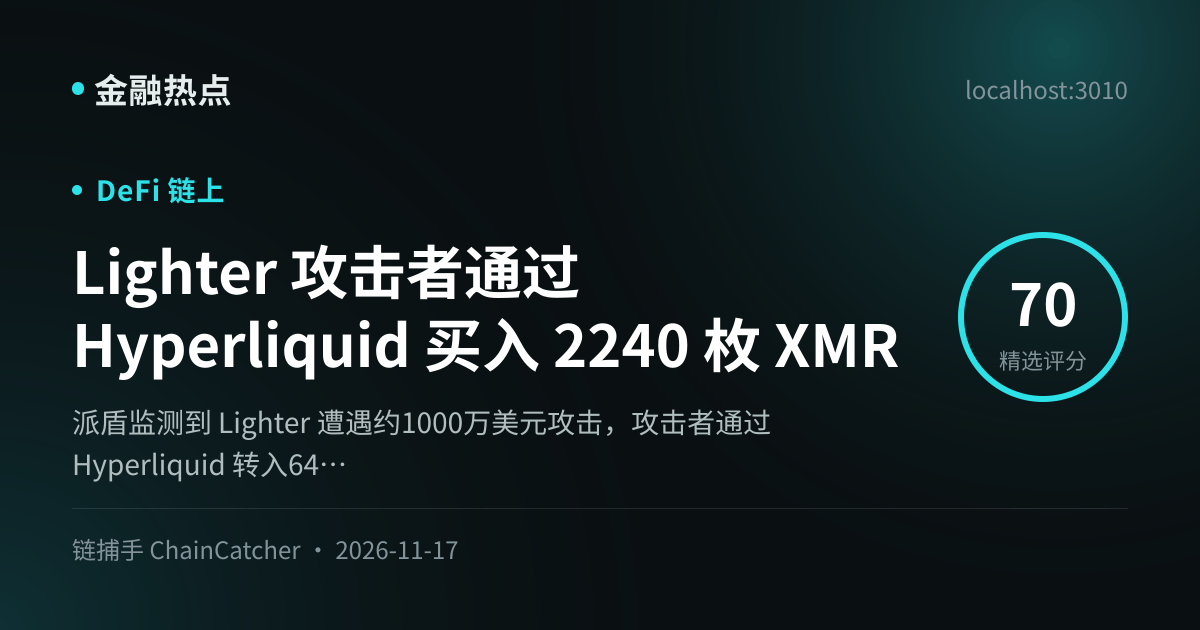 金融热点
localhost:3010
DeFi 链上
Lighter 攻击者通过
Hyperliquid 买入 2240 枚 XMR
70
精选评分
派盾监测到 Lighter 遭遇约1000万美元攻击，攻击者通过
Hyperliquid 转入64…
链捕手 ChainCatcher · 2026-11-17